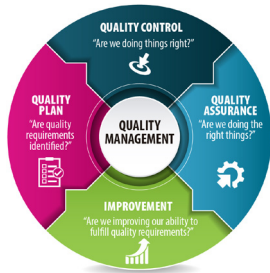 QUALITY CONTROL
“Are we doing things right?”
QUALITY
PLAN
“Are quality
requirements
identified?”
QUALITY
MANAGEMENT
QUALITY
ASSURANCE
“Are we doing the
right things?”
IMPROVEMENT
“Are we improving our ability to
fulfill quality requirements?”